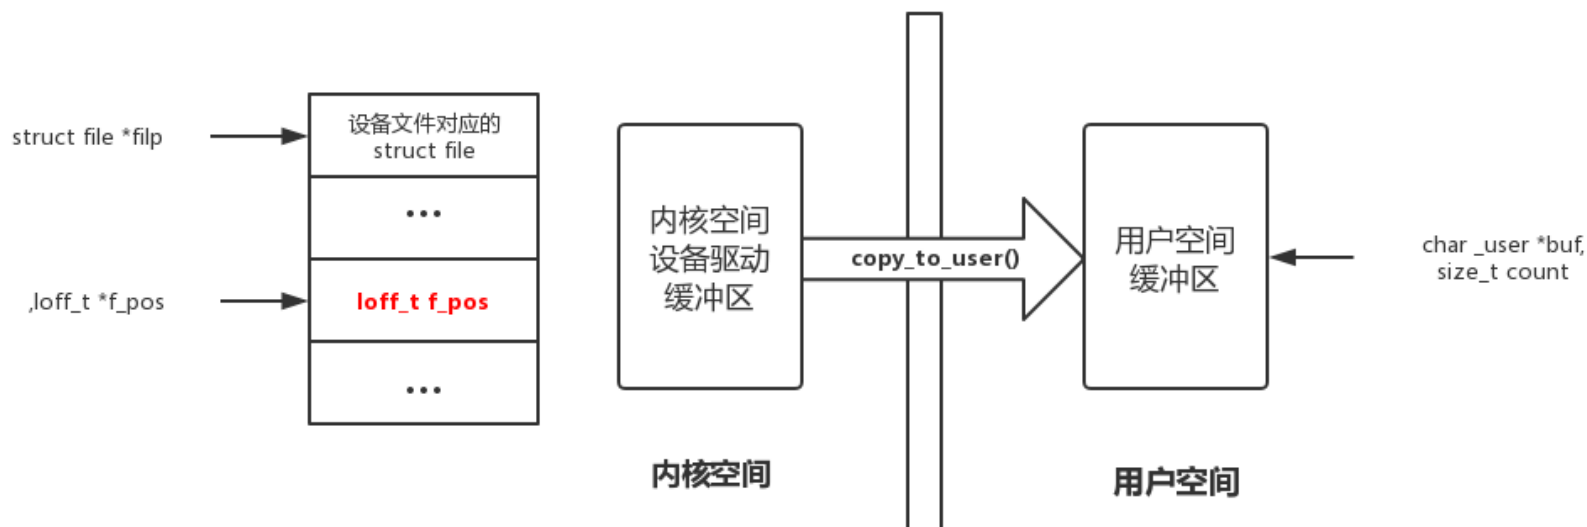 struct file *filp
设备文件对应的
struct file
...
,loff_t *f_pos
loff_t f_pos
...
内核空间
设备驱动
缓冲区
copy_to_user()
用户空间
缓冲区
char _user *buf,
size_t count
内核空间
用户空间